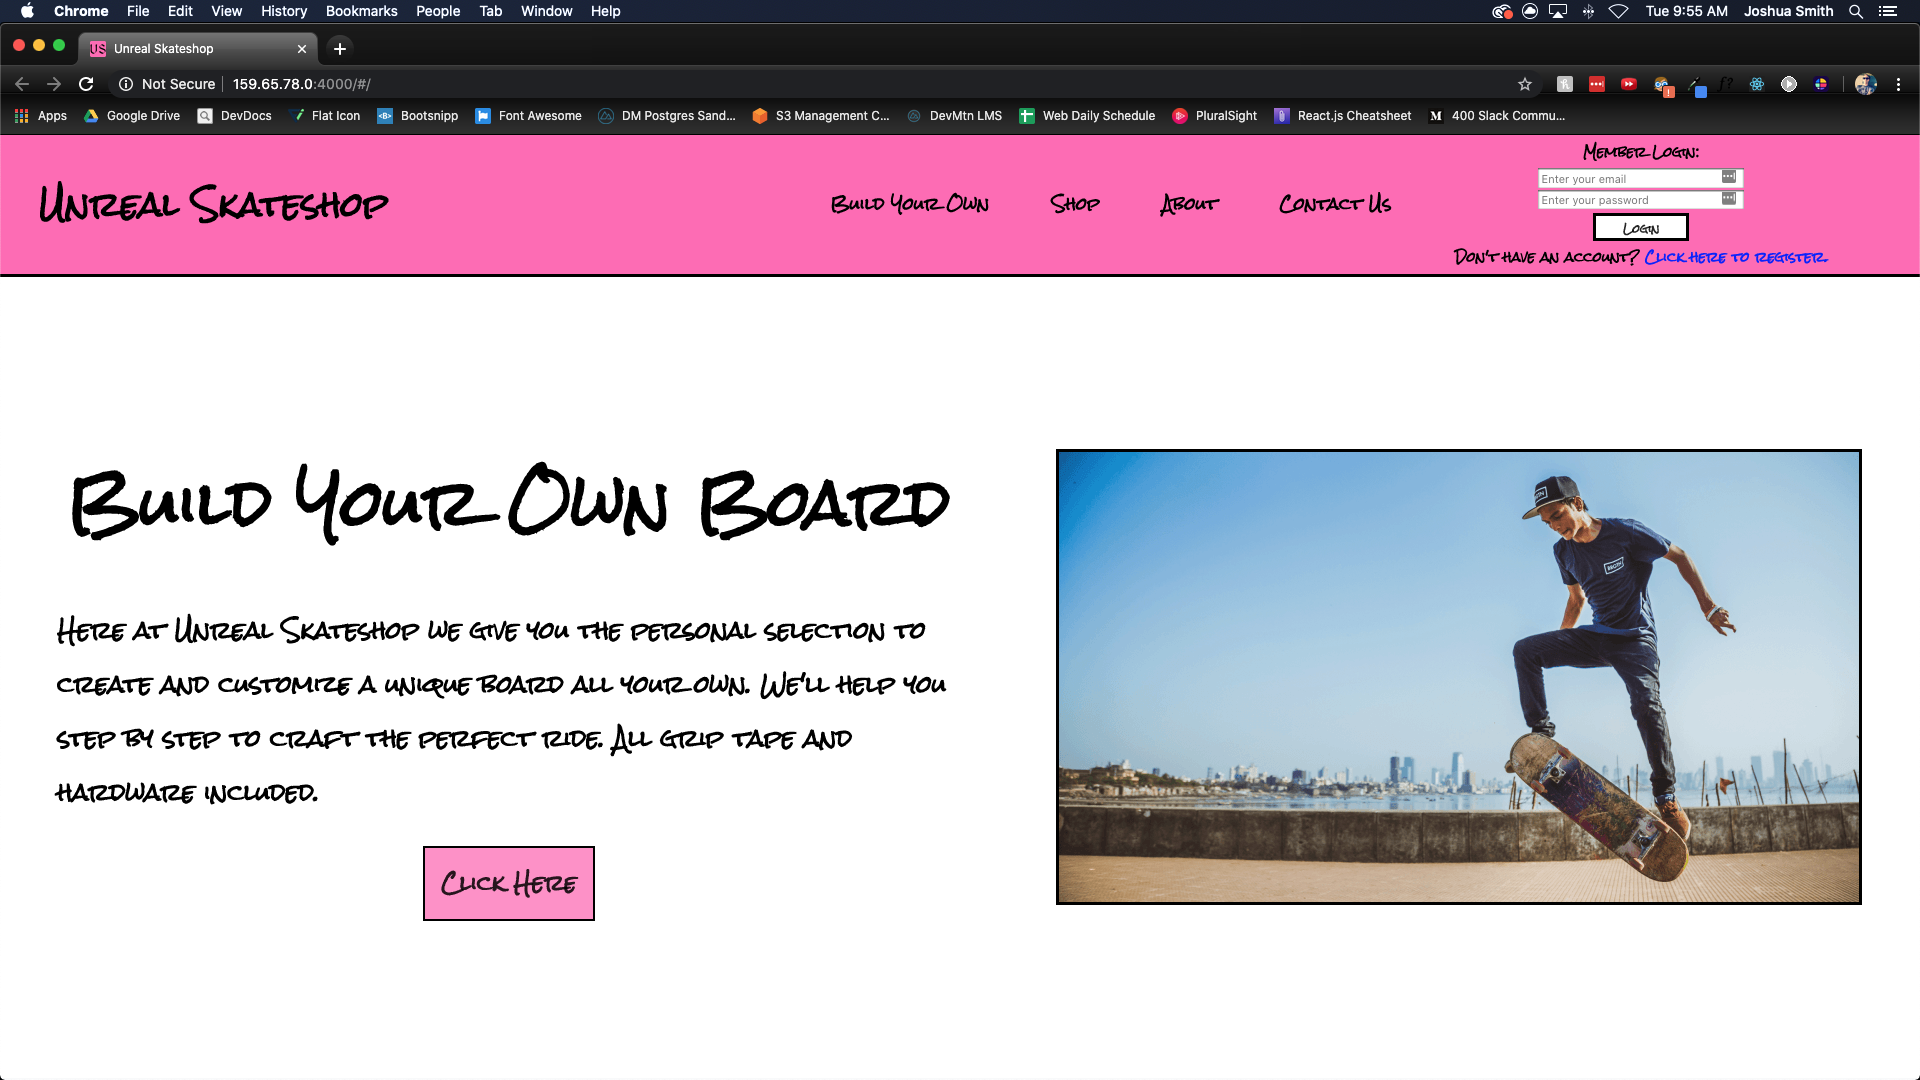 Chrome File Edit View History Bookmarks People Tab Window Help Tue 9:55 AM Joshua Smith
US Unreal Skateshop
Not Secure 159.65.78.0:4000/#/
Apps Google Drive DevDocs Flat Icon Bootsnipp Font Awesome DM Postgres Sand... S3 Management C... DevMtn LMS Web Daily Schedule PluralSight React.js Cheatsheet M 400 Slack Commu...
Unreal Skateshop
Build Your Own Shop About Contact Us
Member Login:
Enter your email
Enter your password
Login
Don't have an account? Click here to register.
Build Your Own Board
Here at Unreal Skateshop we give you the personal selection to
create and customize a unique board all your own. We'll help you
step by step to craft the perfect ride. All grip tape and
hardware included.
Click Here